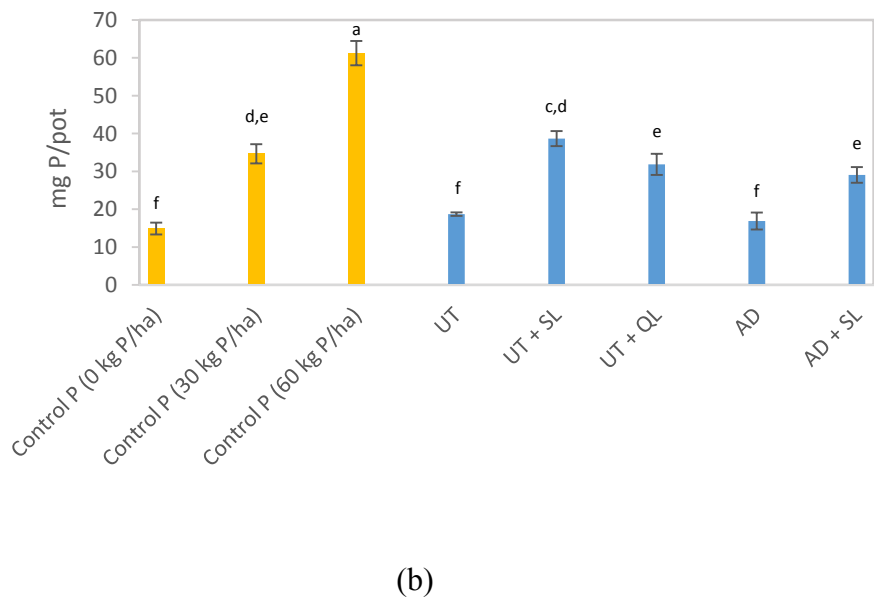 70
60
50
40
30
20
10
0
mg P/pot
f
d,e
a
f
c,d
e
f
e
Control P (0 kg P/ha)
Control P (30 kg P/ha)
Control P (60 kg P/ha)
UT
UT + SL
UT + QL
AD
AD + SL
(b)